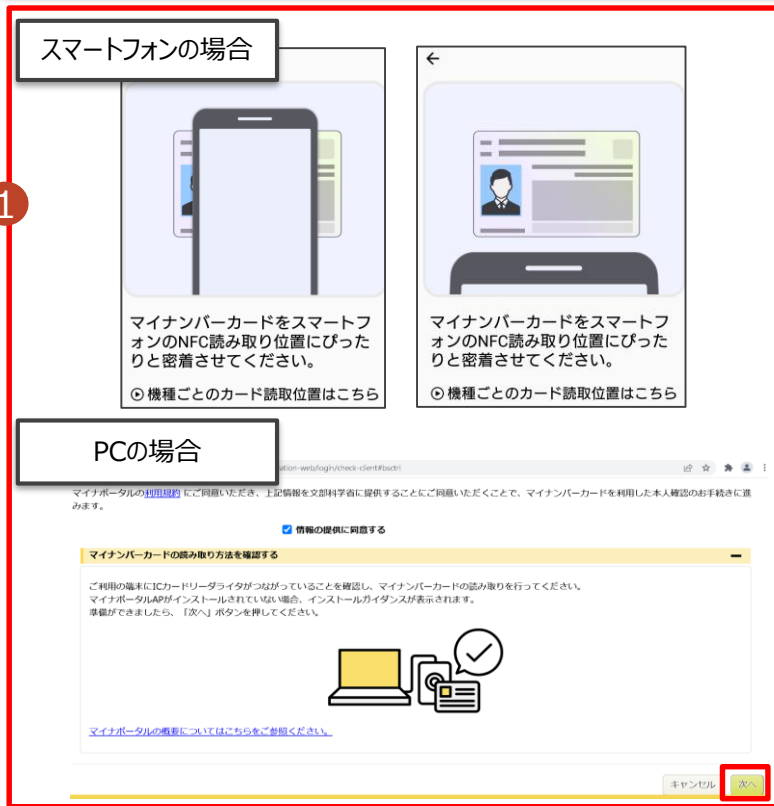 スマートフォンの場合
1
マイナンバーカードをスマートフ
ォンのNFC読み取り位置にぴった
りと密着させてください。
機種ごとのカード読取位置はこちら
マイナンバーカードをスマートフ
ォンのNFC読み取り位置にぴった
りと密着させてください。
機種ごとのカード読取位置はこちら
PCの場合
ation-web/login/check-client#bsctrl
マイナポータルの利用規約 にご同意いただき、上記情報を文部科学省に提供することにご同意いただくことで、マイナンバーカードを利用した本人確認のお手続きに進
みます。
情報の提供に同意する
マイナンバーカードの読み取り方法を確認する
ご利用の端末にICカードリーダライタがつながっていることを確認し、マイナンバーカードの読み取りを行ってください。
マイナポータルAPがインストールされていない場合、インストールガイダンスが表示されます。
準備ができましたら、「次へ」ボタンを押してください。
マイナポータルの概要についてはこちらをご参照ください。
キャンセル 次へ